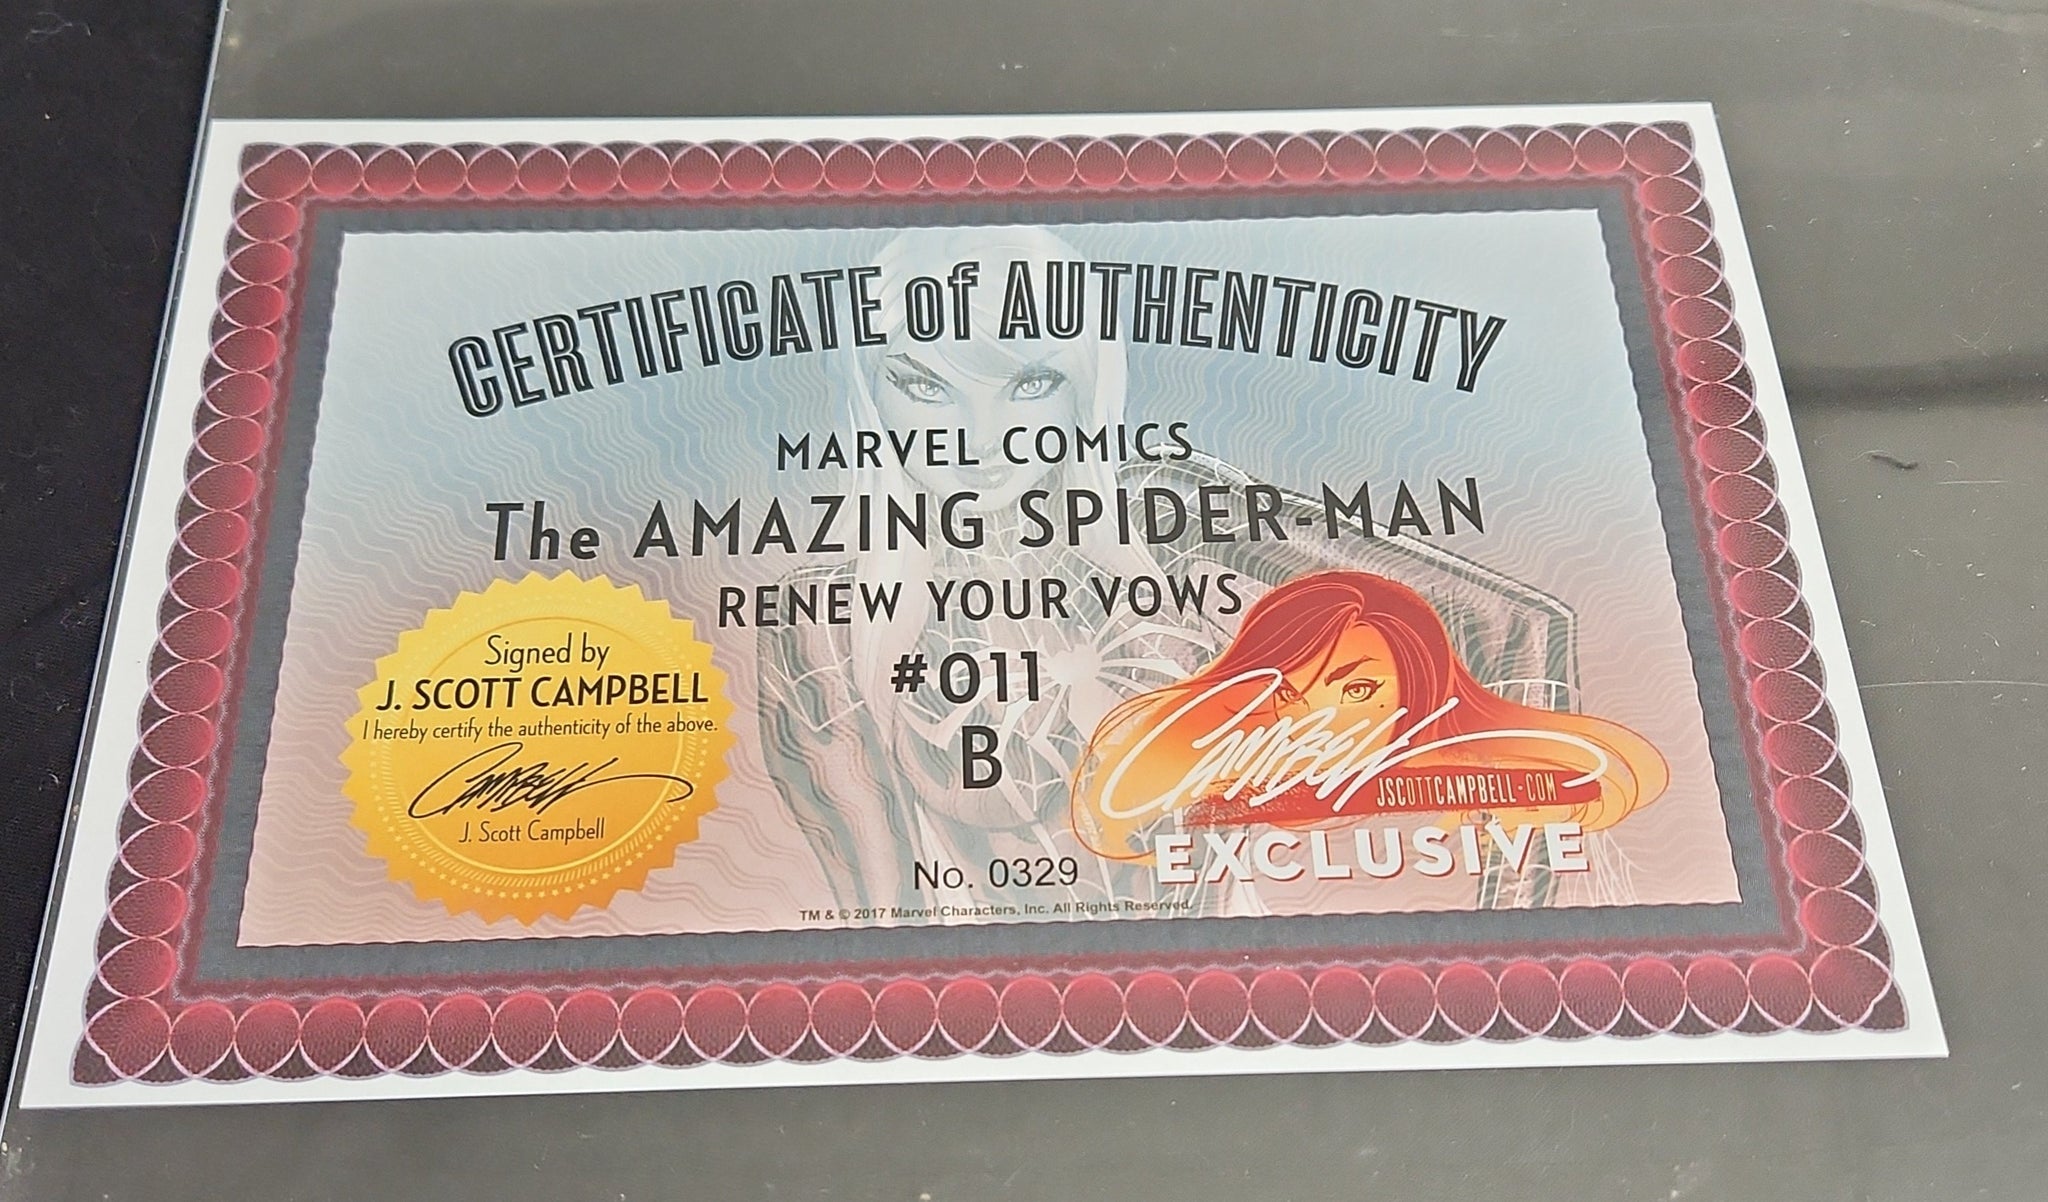 CERTIFICATE of AUTHENTICITY
MARVEL COMICS
The AMAZING SPIDER-MAN
RENEW YOUR VOWS
#011
B
Signed by
J. SCOTT CAMPBELL
I hereby certify the authenticity of the above.
CAMPBELL
J. Scott Campbell
CAMPBELL
JSCOTTCAMPBELL·COM
EXCLUSIVE
No. 0329
TM & © 2017 Marvel Characters, Inc. All Rights Reserved.